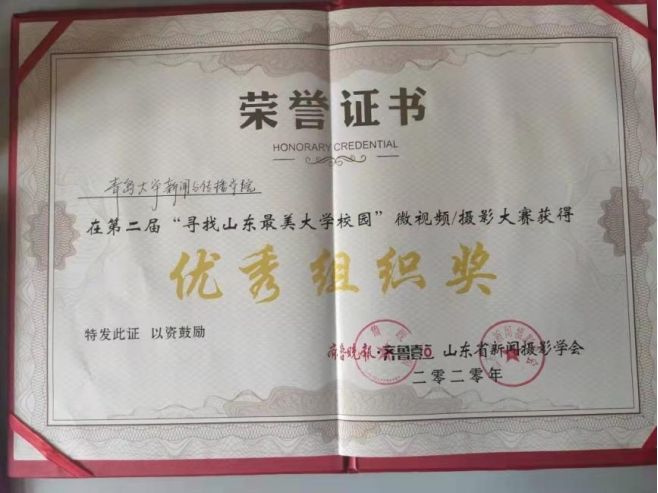 荣誉证书
HONORARY CREDENTIAL
青岛大学新闻与传播学院
在第二届“寻找山东最美大学校园”微视频/摄影大赛获得
优秀组织奖
特发此证 以资鼓励
齐鲁晚报·齐鲁壹点 山东省新闻摄影学会
二零二零年